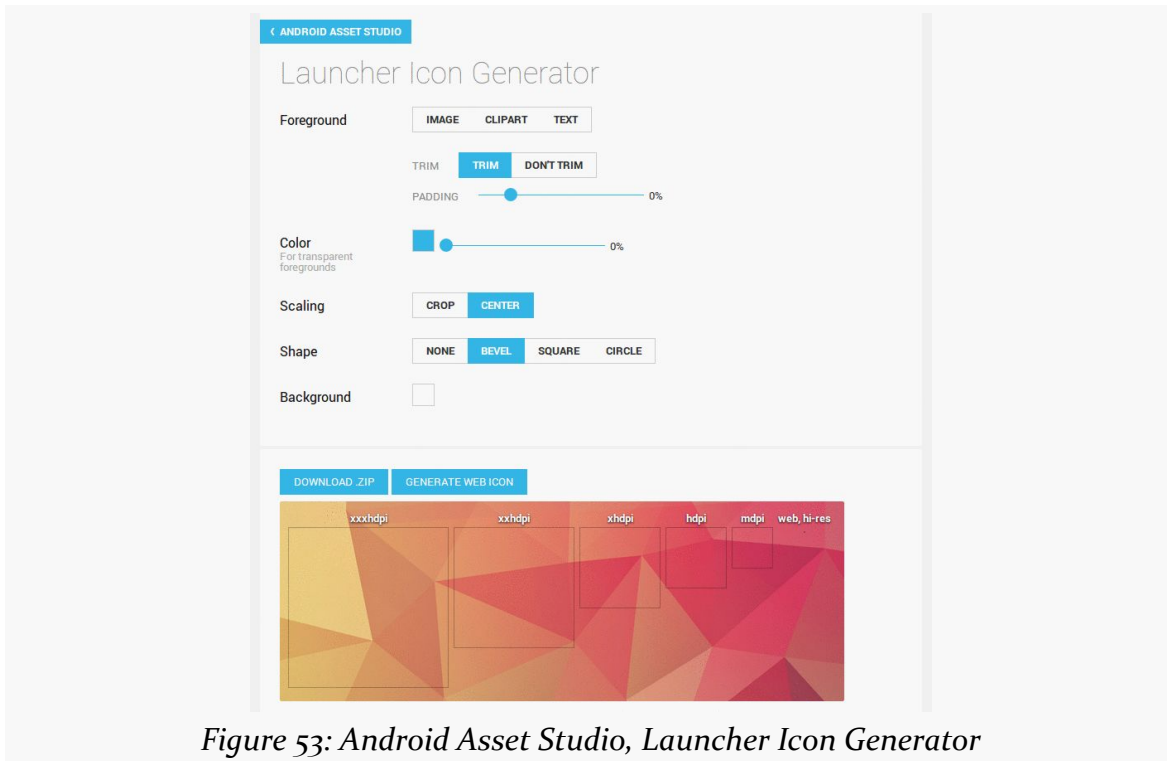 ‹ ANDROID ASSET STUDIO
Launcher Icon Generator
Foreground IMAGE CLIPART TEXT
TRIM TRIM DON'T TRIM
PADDING 0%
Color 0%
For transparent
foregrounds
Scaling CROP CENTER
Shape NONE BEVEL SQUARE CIRCLE
Background
DOWNLOAD .ZIP GENERATE WEB ICON
xxxhdpi xxhdpi xhdpi hdpi mdpi web, hi-res
Figure 53: Android Asset Studio, Launcher Icon Generator